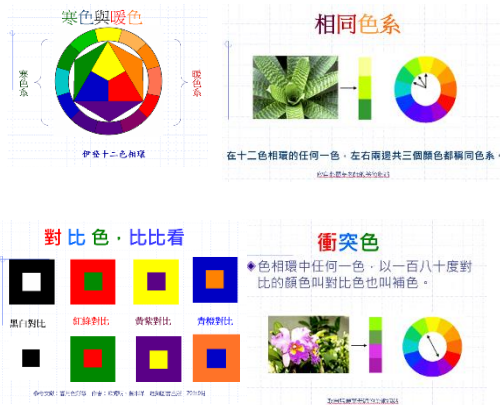 寒色與暖色
寒色系
暖色系
伊登十二色相環
相同色系
在十二色相環的任何一色，左右兩邊共三個顏色都稱同色系。
對比色，比比看
黑白對比
紅綠對比
黃紫對比
青橙對比
衝突色
色相環中任何一色，以一百八十度對
比的顏色叫對比色也叫補色。